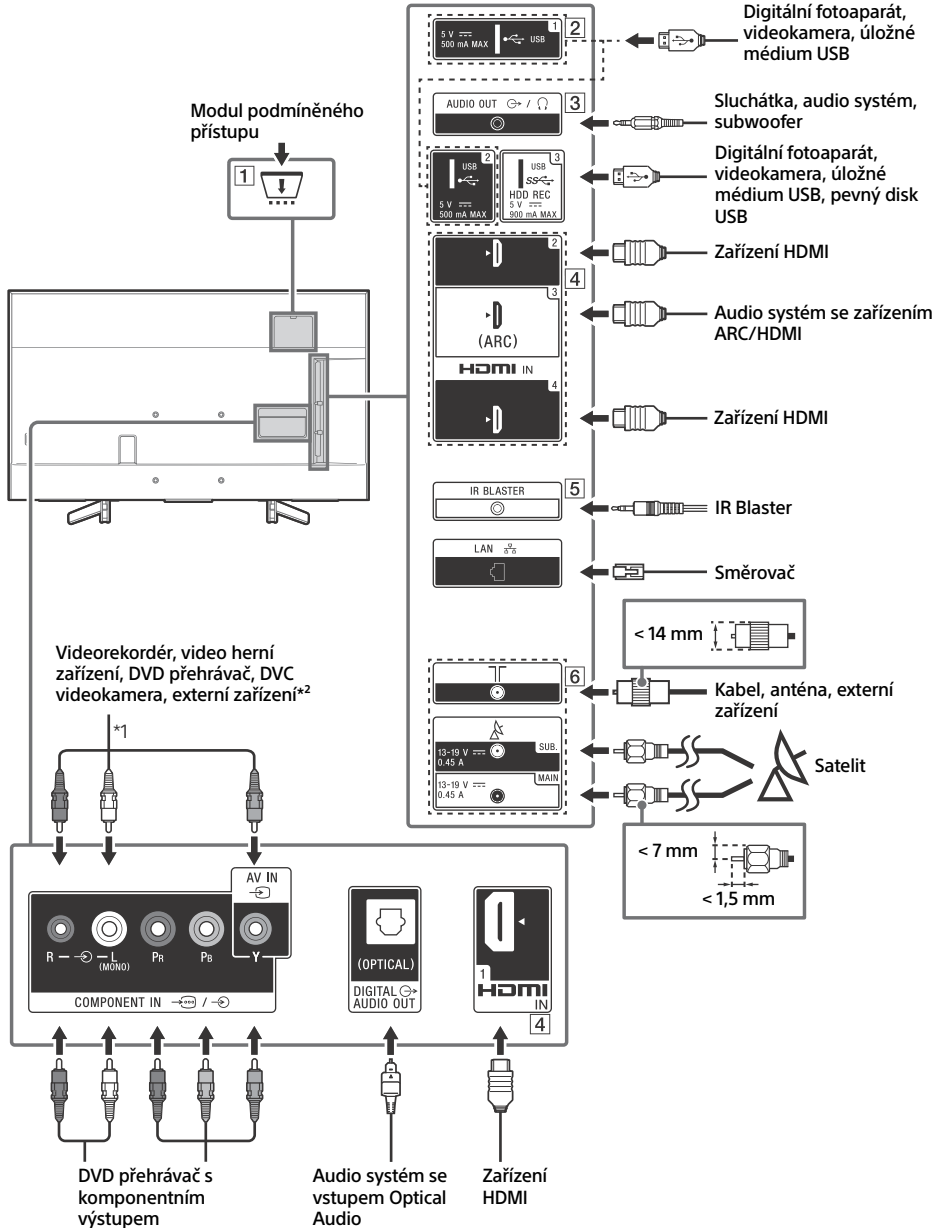 Digitální fotoaparát,
videokamera, úložné
médium USB
1
2
5 V
500 mA MAX
USB
Modul podmíněného
přístupu
1
AUDIO OUT /
3
Sluchátka, audio systém,
subwoofer
2
USB
5 V
500 mA MAX
3
USB
SS
HDD REC
5 V
900 mA MAX
Digitální fotoaparát,
videokamera, úložné
médium USB, pevný disk
USB
2
Zařízení HDMI
4
3
(ARC)
HDMI IN
Audio systém se zařízením
ARC/HDMI
4
Zařízení HDMI
IR BLASTER
5
IR Blaster
LAN
Směrovač
< 14 mm
6
Kabel, anténa, externí
zařízení
13-19 V
0.45 A
SUB.
13-19 V
0.45 A
MAIN
Satelit
< 7 mm
< 1,5 mm
Videorekordér, video herní
zařízení, DVD přehrávač, DVC
videokamera, externí zařízení*2
*1
AV IN
R — — L
(MONO)
PR
PB
Y
COMPONENT IN /
(OPTICAL)
DIGITAL
AUDIO OUT
1
HDMI
IN
4
DVD přehrávač s
komponentním
výstupem
Audio systém se
vstupem Optical
Audio
Zařízení
HDMI